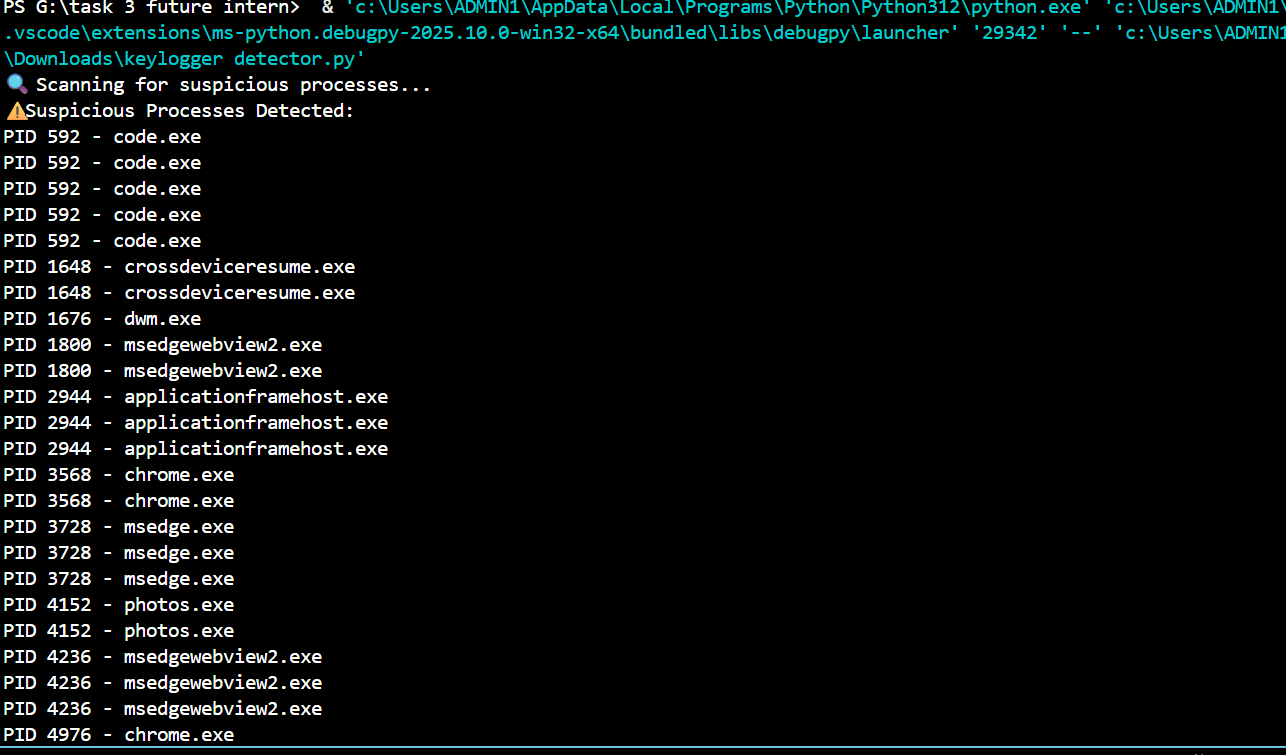 PS G:\task 3 future intern>  & 'c:\Users\ADMIN1\AppData\Local\Programs\Python\Python312\python.exe' 'c:\Users\ADMIN1\
.vscode\extensions\ms-python.debugpy-2025.10.0-win32-x64\bundled\libs\debugpy\launcher' '29342' '--' 'c:\Users\ADMIN1
\Downloads\keylogger detector.py'
🔍 Scanning for suspicious processes...
⚠️Suspicious Processes Detected:
PID 592 - code.exe
PID 592 - code.exe
PID 592 - code.exe
PID 592 - code.exe
PID 592 - code.exe
PID 1648 - crossdeviceresume.exe
PID 1648 - crossdeviceresume.exe
PID 1676 - dwm.exe
PID 1800 - msedgewebview2.exe
PID 1800 - msedgewebview2.exe
PID 2944 - applicationframehost.exe
PID 2944 - applicationframehost.exe
PID 2944 - applicationframehost.exe
PID 3568 - chrome.exe
PID 3568 - chrome.exe
PID 3728 - msedge.exe
PID 3728 - msedge.exe
PID 3728 - msedge.exe
PID 4152 - photos.exe
PID 4152 - photos.exe
PID 4236 - msedgewebview2.exe
PID 4236 - msedgewebview2.exe
PID 4236 - msedgewebview2.exe
PID 4976 - chrome.exe